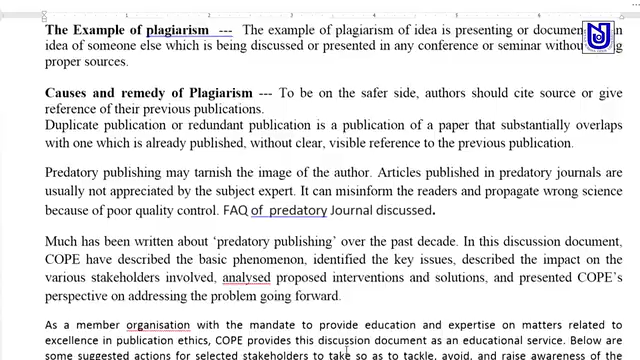 The Example of plagiarism --- The example of plagiarism of idea is presenting or documen
idea of someone else which is being discussed or presented in any conference or seminar withou
proper sources.
Causes and remedy of Plagiarism --- To be on the safer side, authors should cite source or give
reference of their previous publications.
Duplicate publication or redundant publication is a publication of a paper that substantially overlaps
with one which is already published, without clear, visible reference to the previous publication.
Predatory publishing may tarnish the image of the author. Articles published in predatory journals are
usually not appreciated by the subject expert. It can misinform the readers and propagate wrong science
because of poor quality control. FAQ of predatory Journal discussed.
Much has been written about ‘predatory publishing’ over the past decade. In this discussion document,
COPE have described the basic phenomenon, identified the key issues, described the impact on the
various stakeholders involved, analysed proposed interventions and solutions, and presented COPE’s
perspective on addressing the problem going forward.
As a member organisation with the mandate to provide education and expertise on matters related to
excellence in publication ethics, COPE provides this discussion document as an educational service. Below are
some suggested actions for selected stakeholders to take so as to tackle, avoid, and raise awareness of the